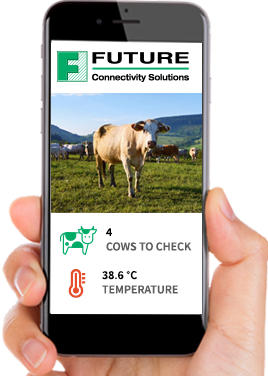 FUTURE
Connectivity Solutions
4
COWS TO CHECK
38.6 °C
TEMPERATURE